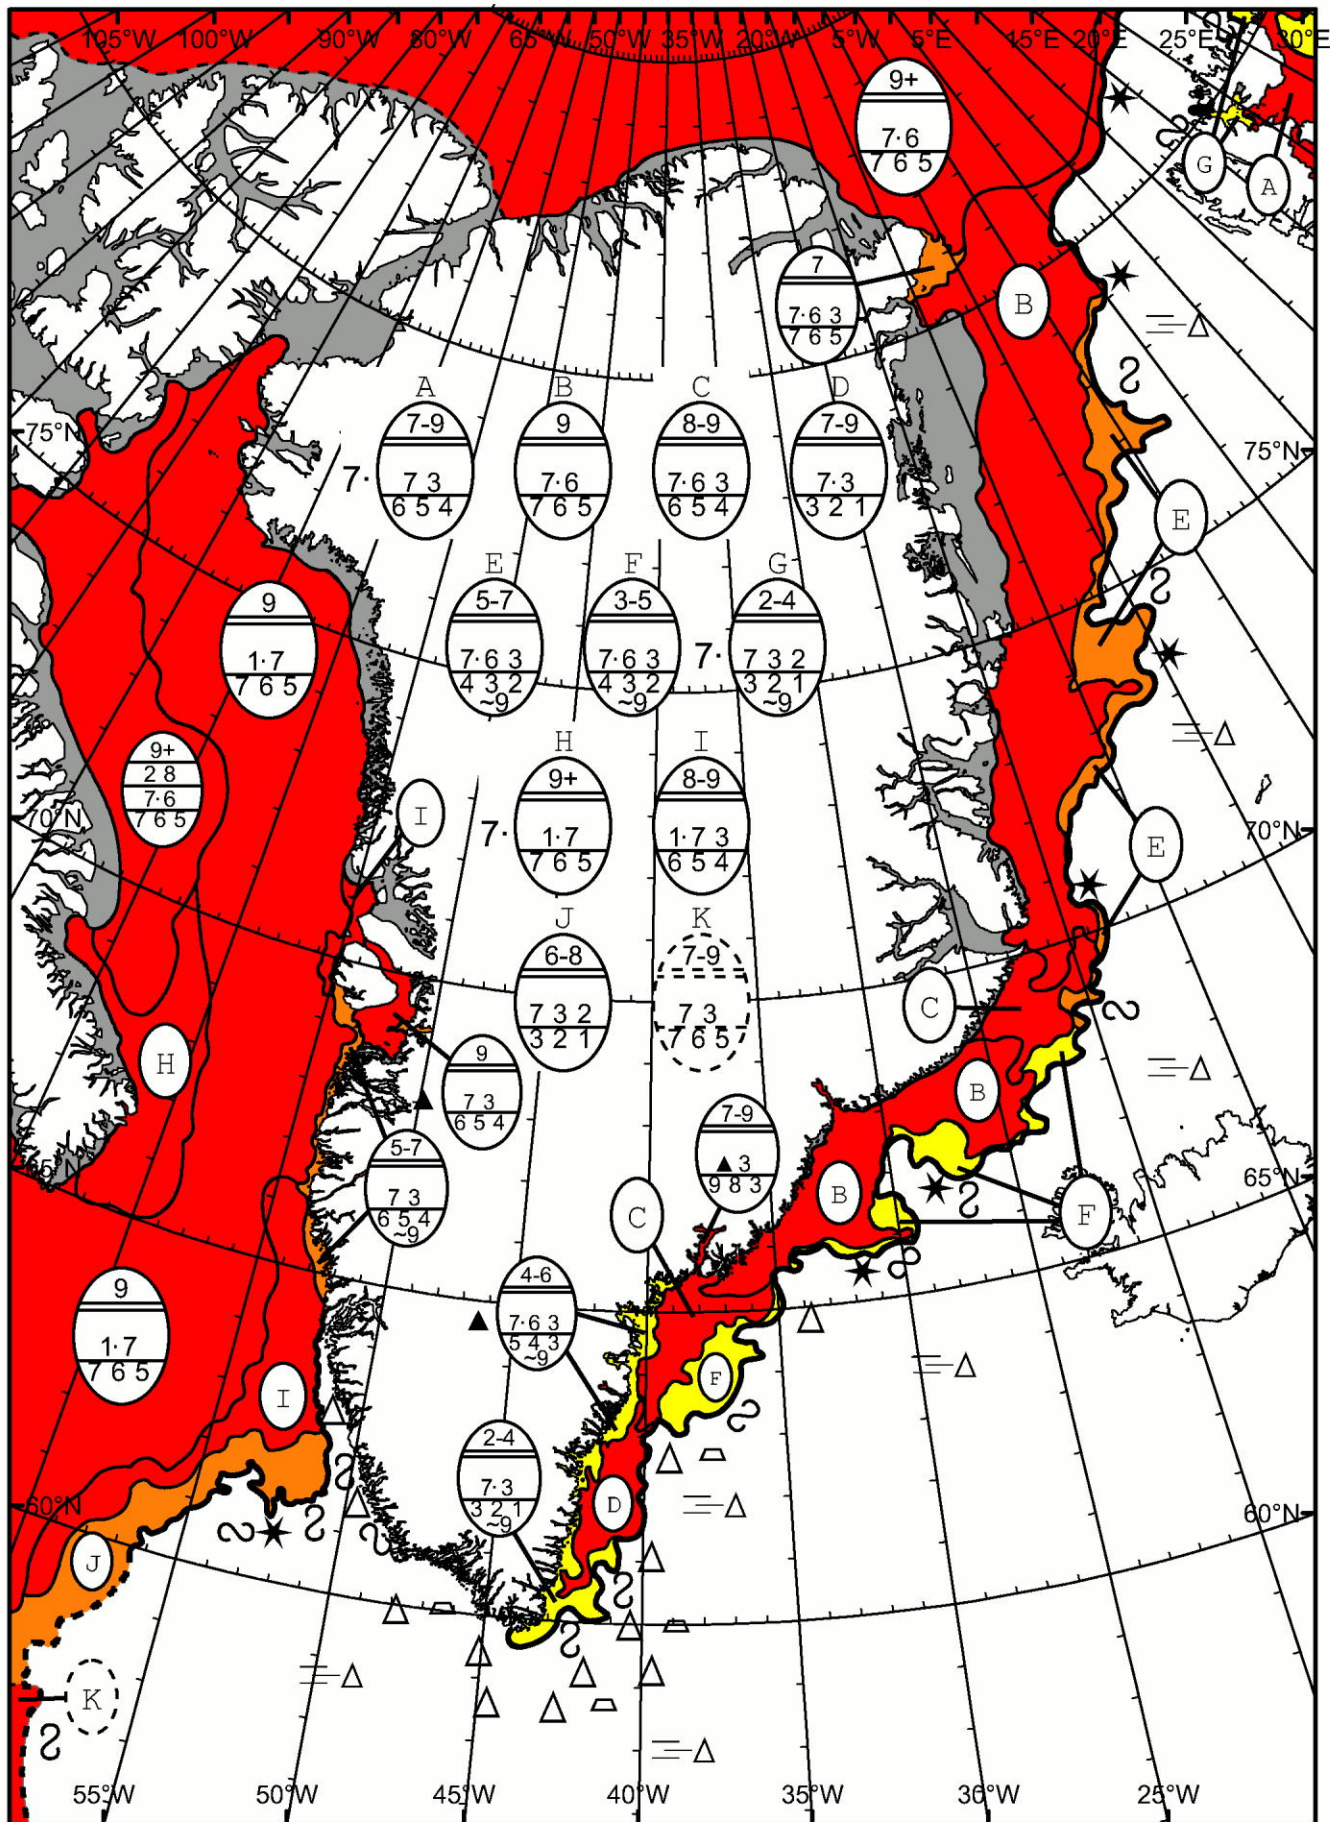 105°W 100°W 90°W 80°W 65°W 50°W 35°W 20°W 5°W 5°E 15°E 20°E 25°E 30°E
9+
7·6
7 6 5
G
A
7
7·6 3
7 6 5
B
A B C D
75°N
7-9 9 8-9 7-9
75°N
7· 7 3 7·6 7·6 3 7·3
6 5 4 7 6 5 6 5 4 3 2 1
E
E F G
9
5-7 3-5 2-4
1·7
7·6 3 7·6 3 7· 7 3 2
7 6 5
4 3 2 4 3 2 3 2 1
~9 ~9 ~9
H I
9+
2 8
7·6
7 6 5
9+ 8-9
70°N
I
7· 1·7 1·7 3
70°N
7 6 5 6 5 4
E
J K
6-8 7-9
7 3 2 7 3
3 2 1 7 6 5
C
H
9
7 3
6 5 4
B
7-9
▲ 3
9 8 3
65°N
65°N
5-7
7 3
6 5 4
~9
B
C
F
4-6
7·6 3
5 4 3
~9
9
1·7
7 6 5
I
F
2-4
7·3
3 2 1
~9
D
60°N
60°N
J
K
55°W 50°W 45°W 40°W 35°W 30°W 25°W